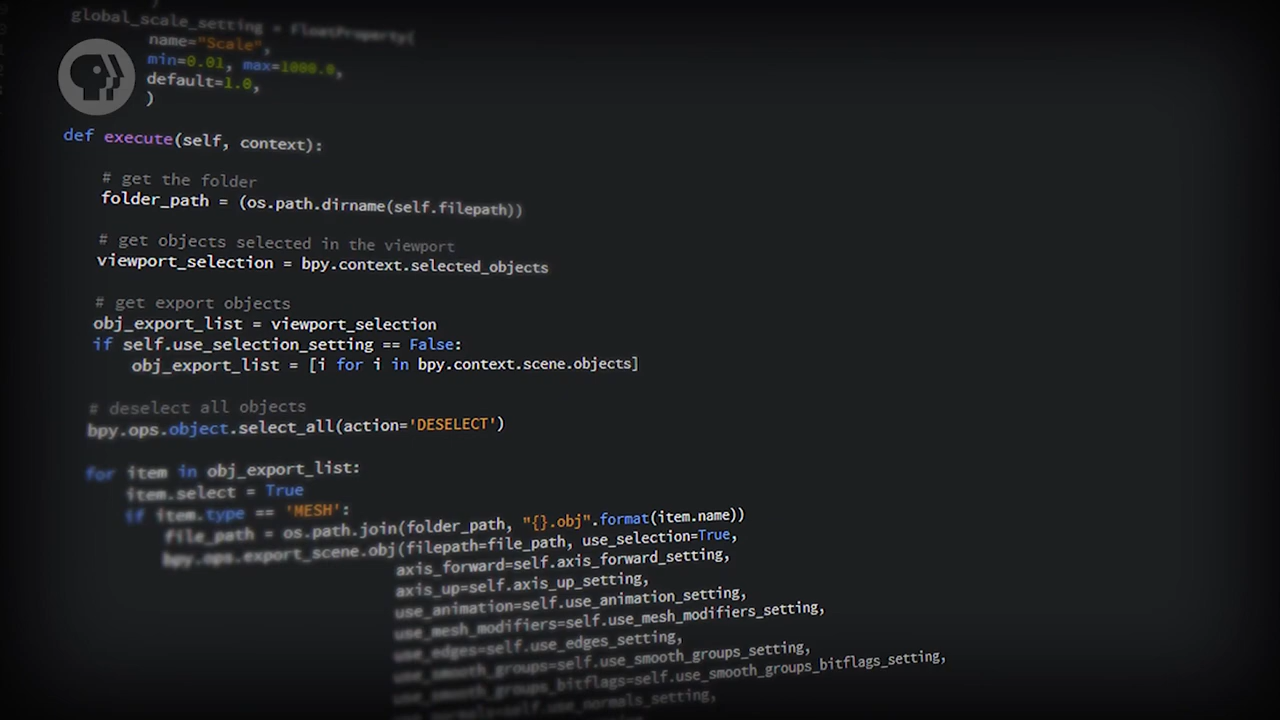 global_scale_setting = FloatProperty(
name="Scale",
min=0.01, max=1000.0,
default=1.0,
)
def execute(self, context):
# get the folder
folder_path = (os.path.dirname(self.filepath))
# get objects selected in the viewport
viewport_selection = bpy.context.selected_objects
# get export objects
obj_export_list = viewport_selection
if self.use_selection_setting == False:
obj_export_list = [i for i in bpy.context.scene.objects]
# deselect all objects
bpy.ops.object.select_all(action='DESELECT')
for item in obj_export_list:
item.select = True
if item.type == 'MESH':
file_path = os.path.join(folder_path, "{}.obj".format(item.name))
bpy.ops.export_scene.obj(filepath=file_path, use_selection=True,
axis_forward=self.axis_forward_setting,
axis_up=self.axis_up_setting,
use_animation=self.use_animation_setting,
use_mesh_modifiers=self.use_mesh_modifiers_setting,
use_edges=self.use_edges_setting,
use_smooth_groups=self.use_smooth_groups_setting,
use_smooth_groups_bitflags=self.use_smooth_groups_bitflags_setting,
use_normals=self.use_normals_setting,